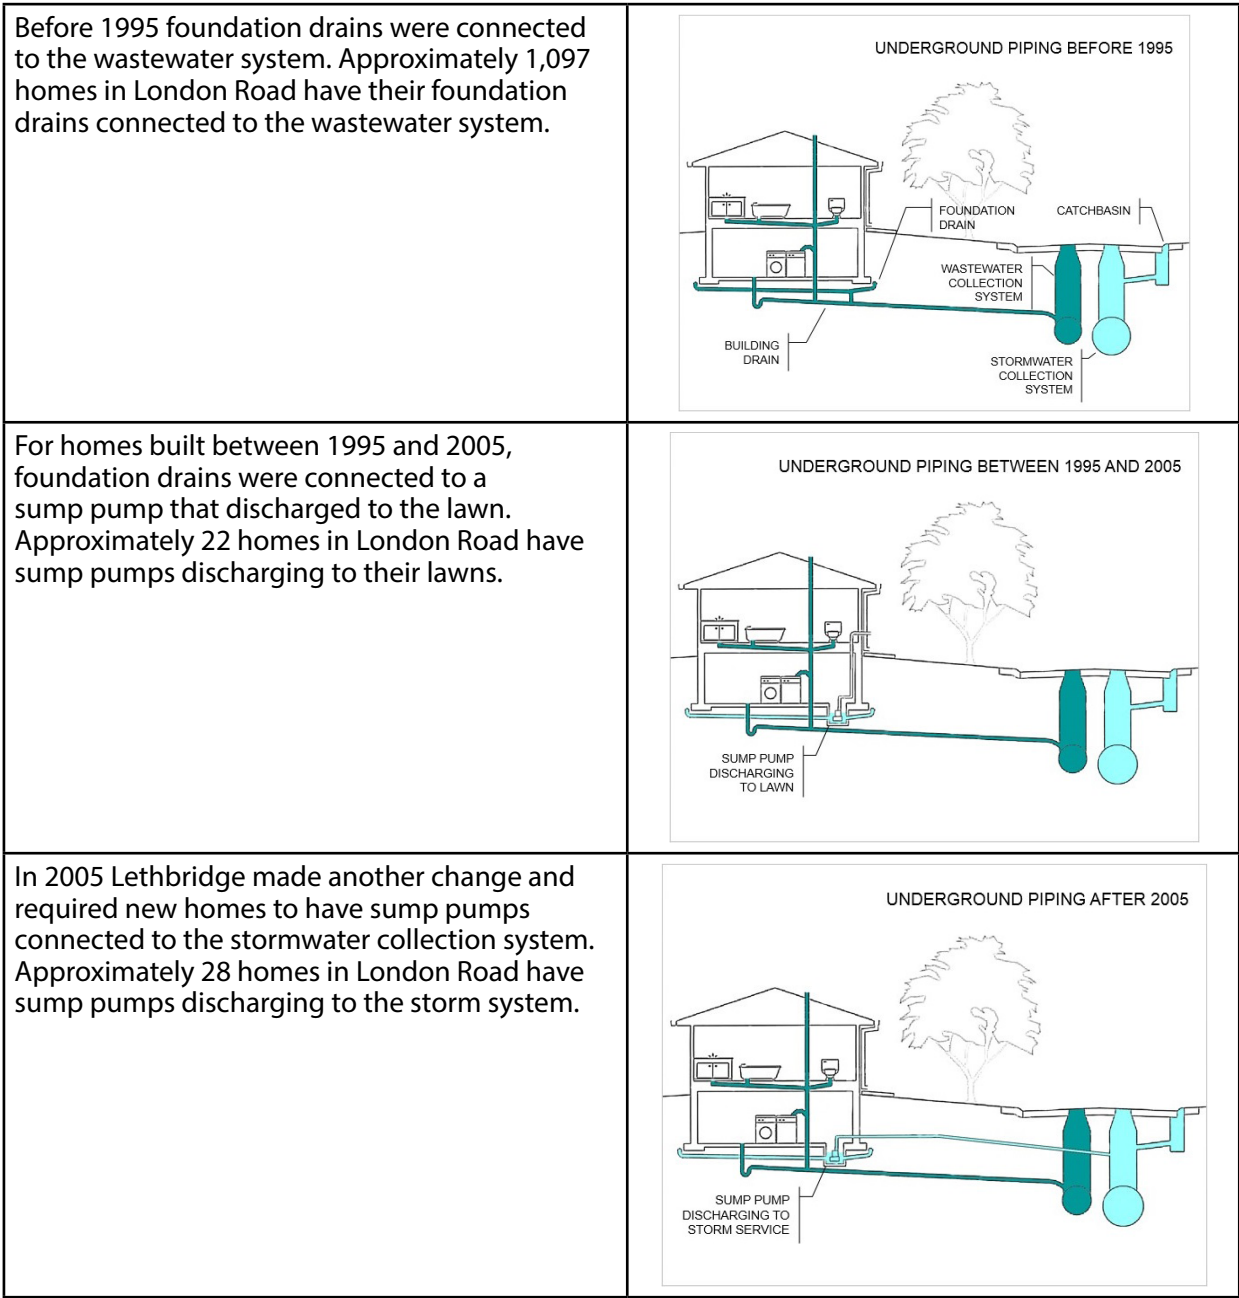 Before 1995 foundation drains were connected
to the wastewater system. Approximately 1,097
homes in London Road have their foundation
drains connected to the wastewater system.
UNDERGROUND PIPING BEFORE 1995
FOUNDATION
DRAIN
CATCHBASIN
WASTEWATER
COLLECTION
SYSTEM
BUILDING
DRAIN
STORMWATER
COLLECTION
SYSTEM
For homes built between 1995 and 2005,
foundation drains were connected to a
sump pump that discharged to the lawn.
Approximately 22 homes in London Road have
sump pumps discharging to their lawns.
UNDERGROUND PIPING BETWEEN 1995 AND 2005
SUMP PUMP
DISCHARGING
TO LAWN
In 2005 Lethbridge made another change and
required new homes to have sump pumps
connected to the stormwater collection system.
Approximately 28 homes in London Road have
sump pumps discharging to the storm system.
UNDERGROUND PIPING AFTER 2005
SUMP PUMP
DISCHARGING TO
STORM SERVICE